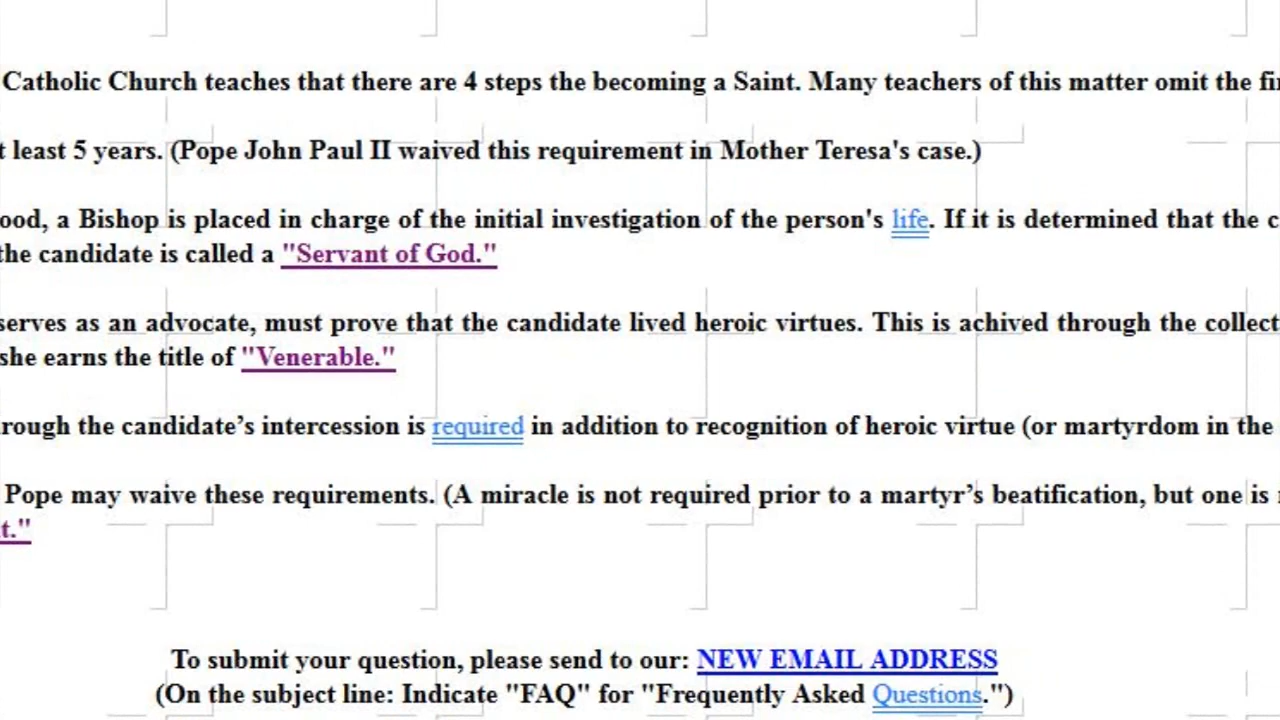 Catholic Church teaches that there are 4 steps the becoming a Saint. Many teachers of this matter omit the
least 5 years. (Pope John Paul II waived this requirement in Mother Teresa's case.)
a Bishop is placed in charge of the initial investigation of the person's life. If it is determined that the
the candidate is called a "Servant of God."
serves as an advocate, must prove that the candidate lived heroic virtues. This is achived through the
she earns the title of "Venerable."
the candidate’s intercession is required in addition to recognition of heroic virtue (or martyrdom in the
Pope may waive these requirements. (A miracle is not required prior to a martyr’s beatification, but one is
t."
To submit your question, please send to our: NEW EMAIL ADDRESS
(On the subject line: Indicate "FAQ" for "Frequently Asked Questions.")